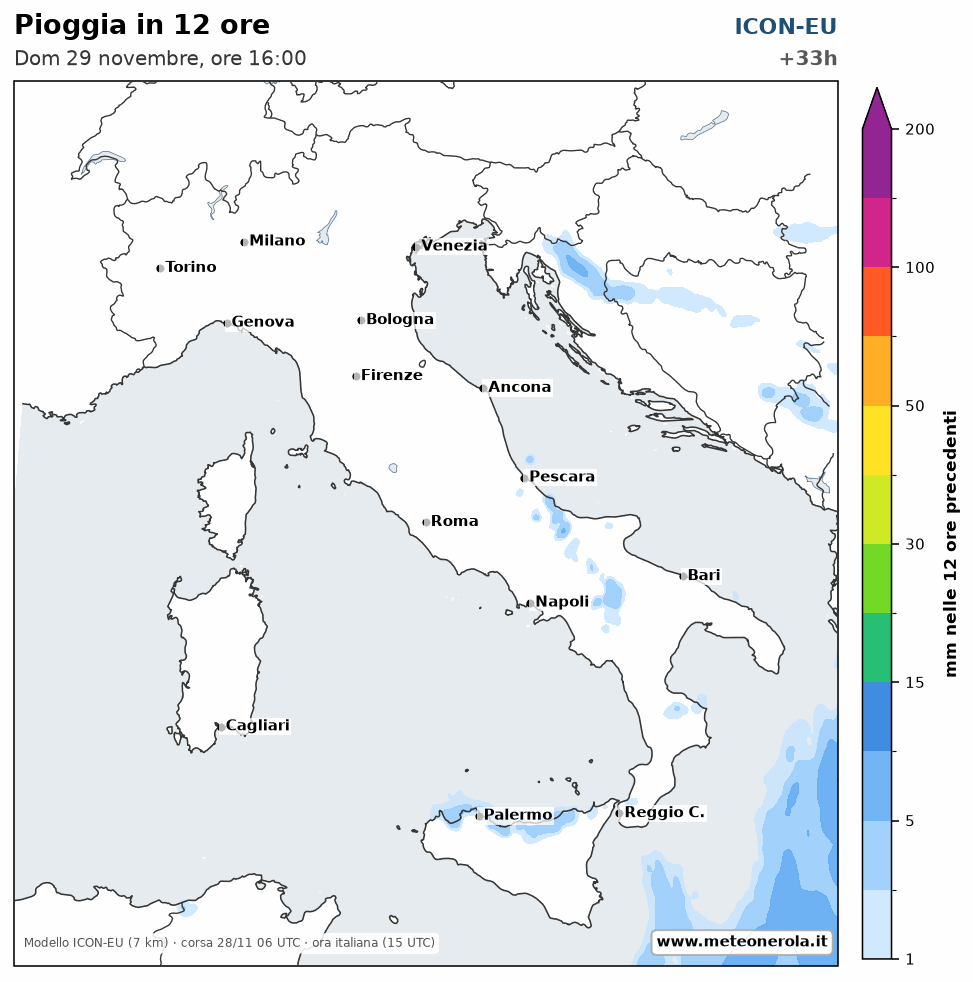 Pioggia in 12 ore
ICON-EU
Dom 29 novembre, ore 16:00
+33h
200
Milano
Venezia
Torino
100
Genova
Bologna
Firenze
Ancona
50
Pescara
Roma
30
Bari
Napoli
15
Cagliari
Palermo
Reggio C.
5
mm nelle 12 ore precedenti
Modello ICON-EU (7 km) · corsa 28/11 06 UTC · ora italiana (15 UTC)
www.meteonerola.it
1